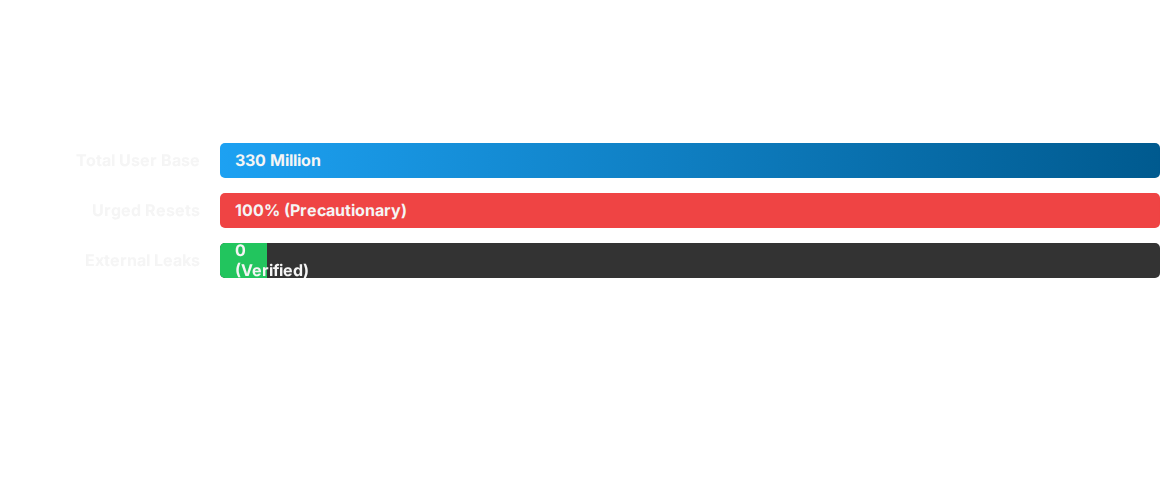 Total User Base
330 Million
Urged Resets
100% (Precautionary)
External Leaks
0
(Verified)